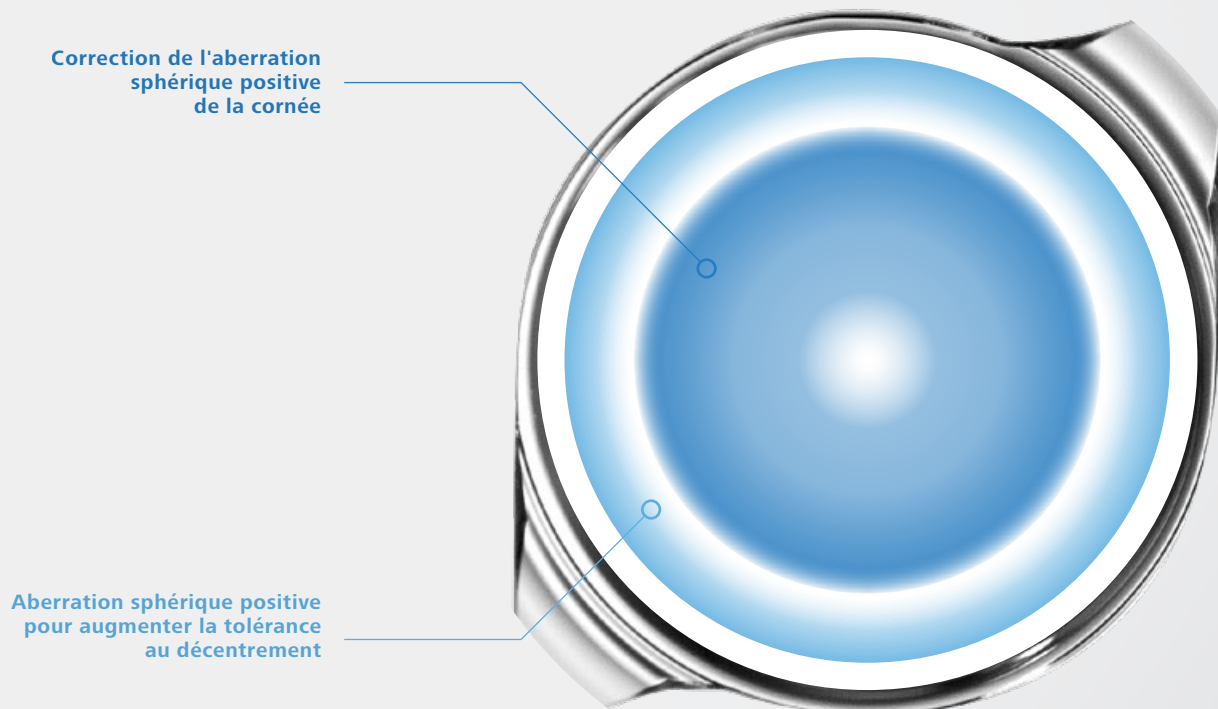 Correction de l'aberration
sphérique positive
de la cornée
Aberration sphérique positive
pour augmenter la tolérance
au décentrement